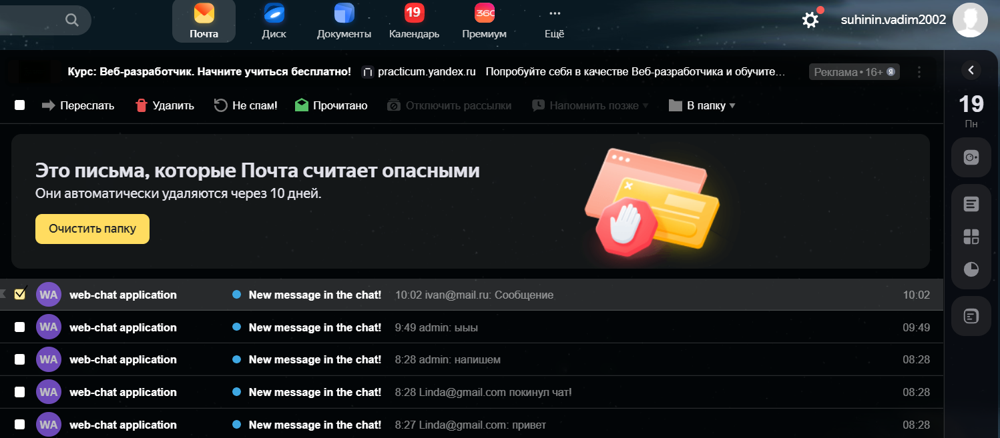 19
360
Почта
Диск
Документы
Календарь
Премиум
Ещё
suhinin.vadim2002
Курс: Веб-разработчик. Начните учиться бесплатно! practicum.yandex.ru Попробуйте себя в качестве Веб-разработчика и обучите… Реклама • 16+ Я
Переслать Удалить Не спам! Прочитано Отключить рассылки Напомнить позже В папку
19
Пн
Это письма, которые Почта считает опасными
Они автоматически удаляются через 10 дней.
Очистить папку
WA web-chat application New message in the chat! 10:02 ivan@mail.ru: Сообщение 10:02
WA web-chat application New message in the chat! 9:49 admin: ыыы 09:49
WA web-chat application New message in the chat! 8:28 admin: напишем 08:28
WA web-chat application New message in the chat! 8:28 Linda@gmail.com покинул чат! 08:28
WA web-chat application New message in the chat! 8:27 Linda@gmail.com: привет 08:28